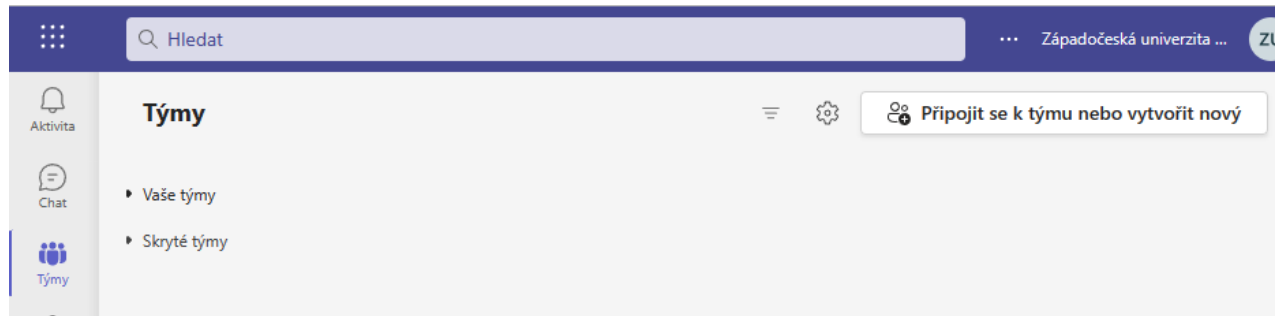 Hledat
Západočeská univerzita ...
ZU
Aktivita
Týmy
Připojit se k týmu nebo vytvořit nový
Chat
Vaše týmy
Skryté týmy
Týmy